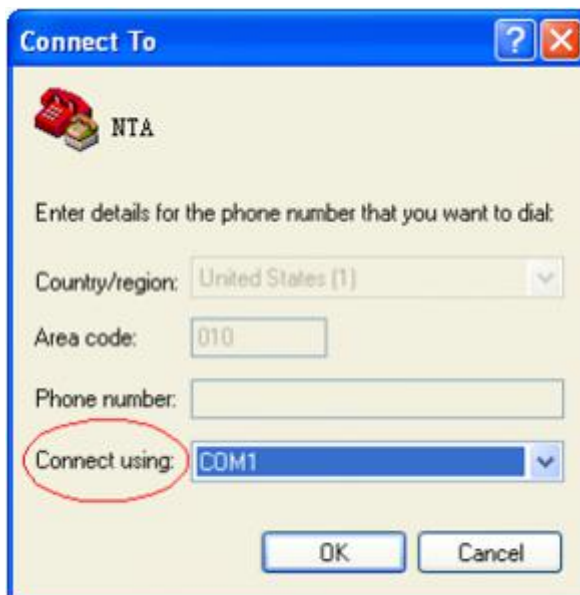 Connect To
NTA
Enter details for the phone number that you want to dial:
Country/region: United States (1)
Area code: 010
Phone number:
Connect using: COM1
OK Cancel